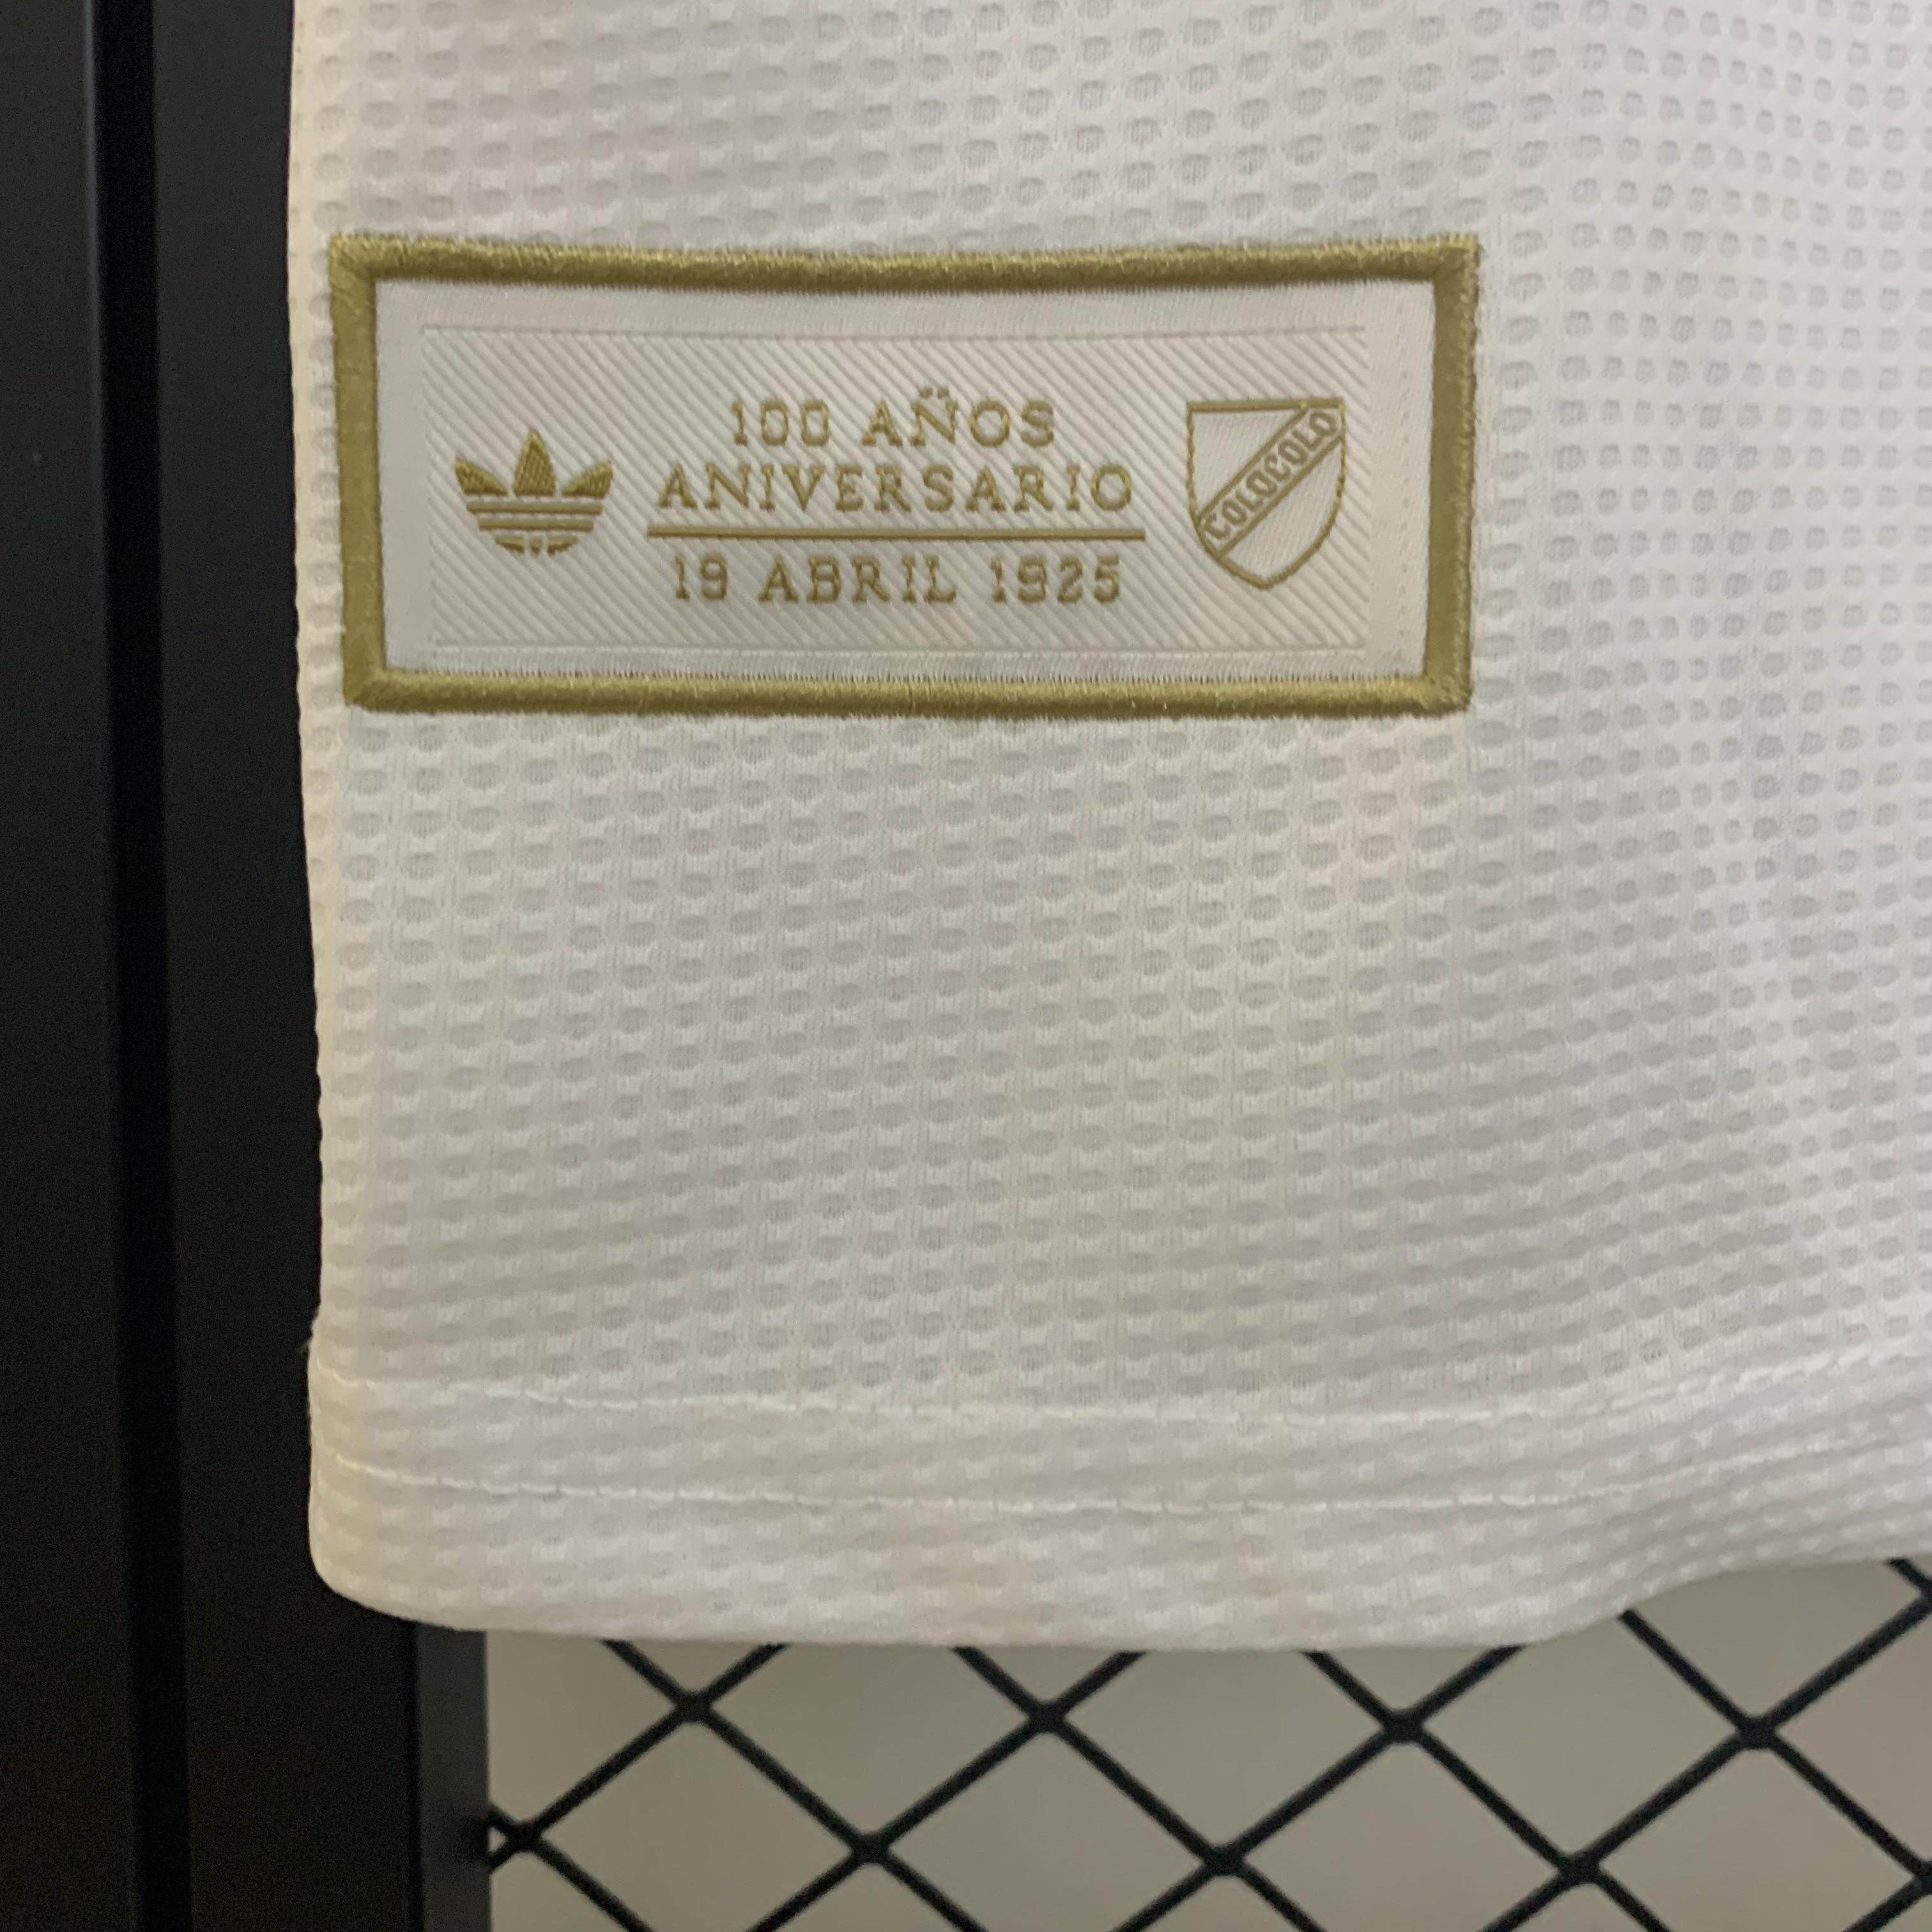 100 AÑOS
ANIVERSARIO
19 ABRIL 1925
COLOCOLO